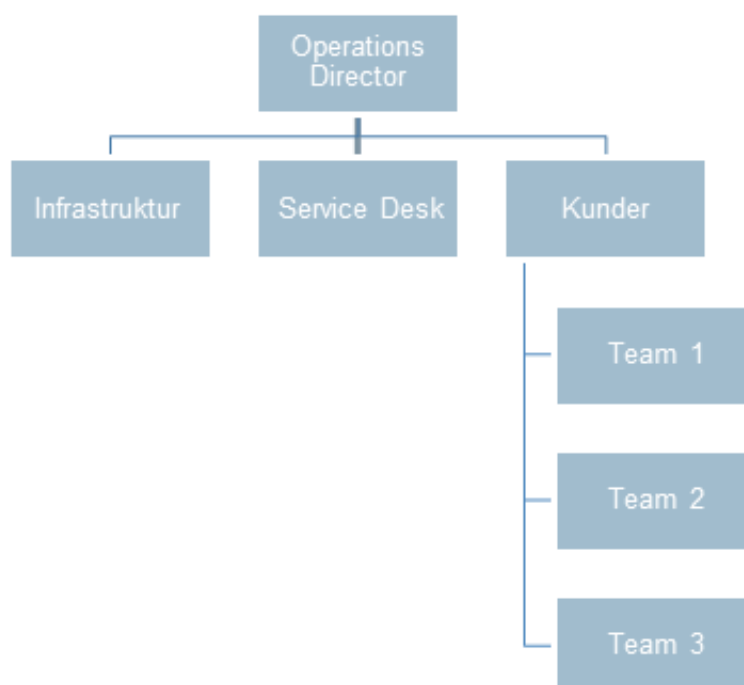 Operations
Director
Infrastruktur
Service Desk
Kunder
Team 1
Team 2
Team 3